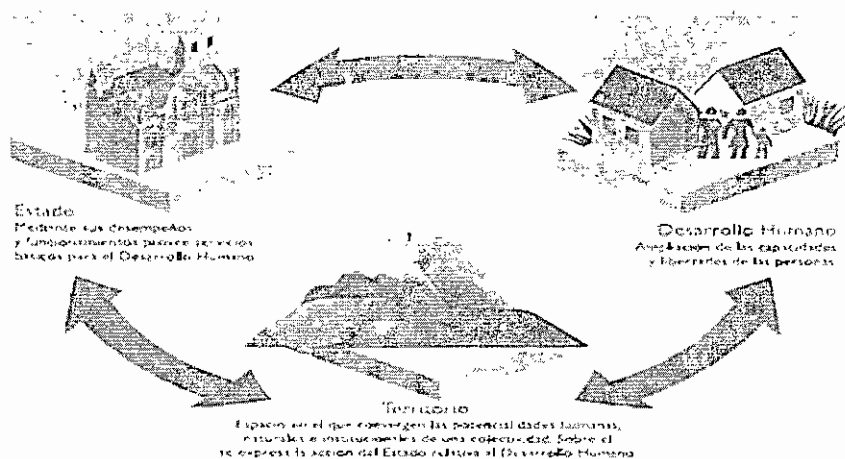 Estado
Mediante sus desempeños
y funcionamientos provee servicios
básicos para el Desarrollo Humano
Desarrollo Humano
Ampliación de las capacidades
y libertades de las personas
Territorio
Espacio en el que convergen las potencialidades humanas,
naturales e institucionales de una colectividad. Sobre él
se expresa la acción del Estado relativa al Desarrollo Humano